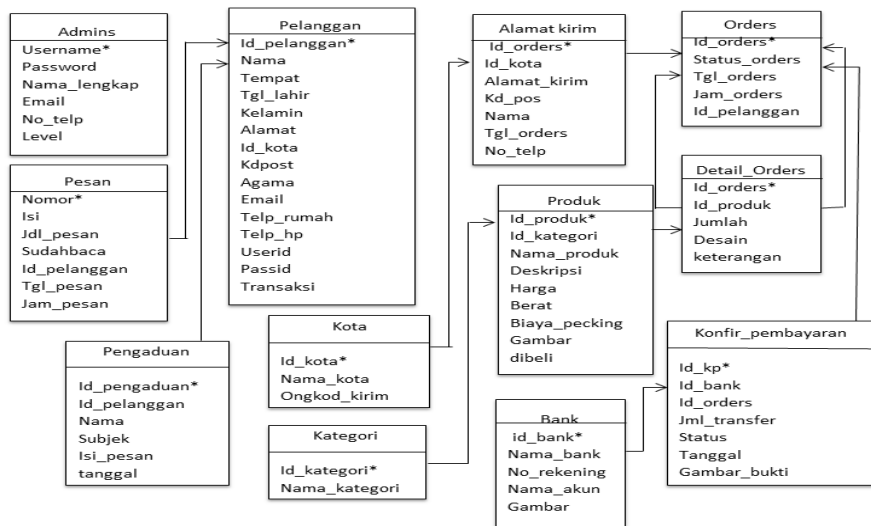 Admins
Username*
Password
Nama_lengkap
Email
No_telp
Level
Pelanggan
Id_pelanggan*
Nama
Tempat
Tgl_lahir
Kelamin
Alamat
Id_kota
Kdpost
Agama
Email
Telp_rumah
Telp_hp
Userid
Passid
Transaksi
Alamat kirim
Id_orders*
Id_kota
Alamat_kirim
Kd_pos
Nama
Tgl_orders
No_telp
Orders
Id_orders*
Status_orders
Tgl_orders
Jam_orders
Id_pelanggan
Pesan
Nomor*
Isi
Jdl_pesan
Sudahbaca
Id_pelanggan
Tgl_pesan
Jam_pesan
Produk
Id_produk*
Id_kategori
Nama_produk
Deskripsi
Harga
Berat
Biaya_pecking
Gambar
dibeli
Detail_Orders
Id_orders*
Id_produk
Jumlah
Desain
keterangan
Pengaduan
Id_pengaduan*
Id_pelanggan
Nama
Subjek
Isi_pesan
tanggal
Kota
Id_kota*
Nama_kota
Ongkod_kirim
Kategori
Id_kategori*
Nama_kategori
Bank
id_bank*
Nama_bank
No_rekening
Nama_akun
Gambar
Konfir_pembayaran
Id_kp*
Id_bank
Id_orders
Jml_transfer
Status
Tanggal
Gambar_bukti